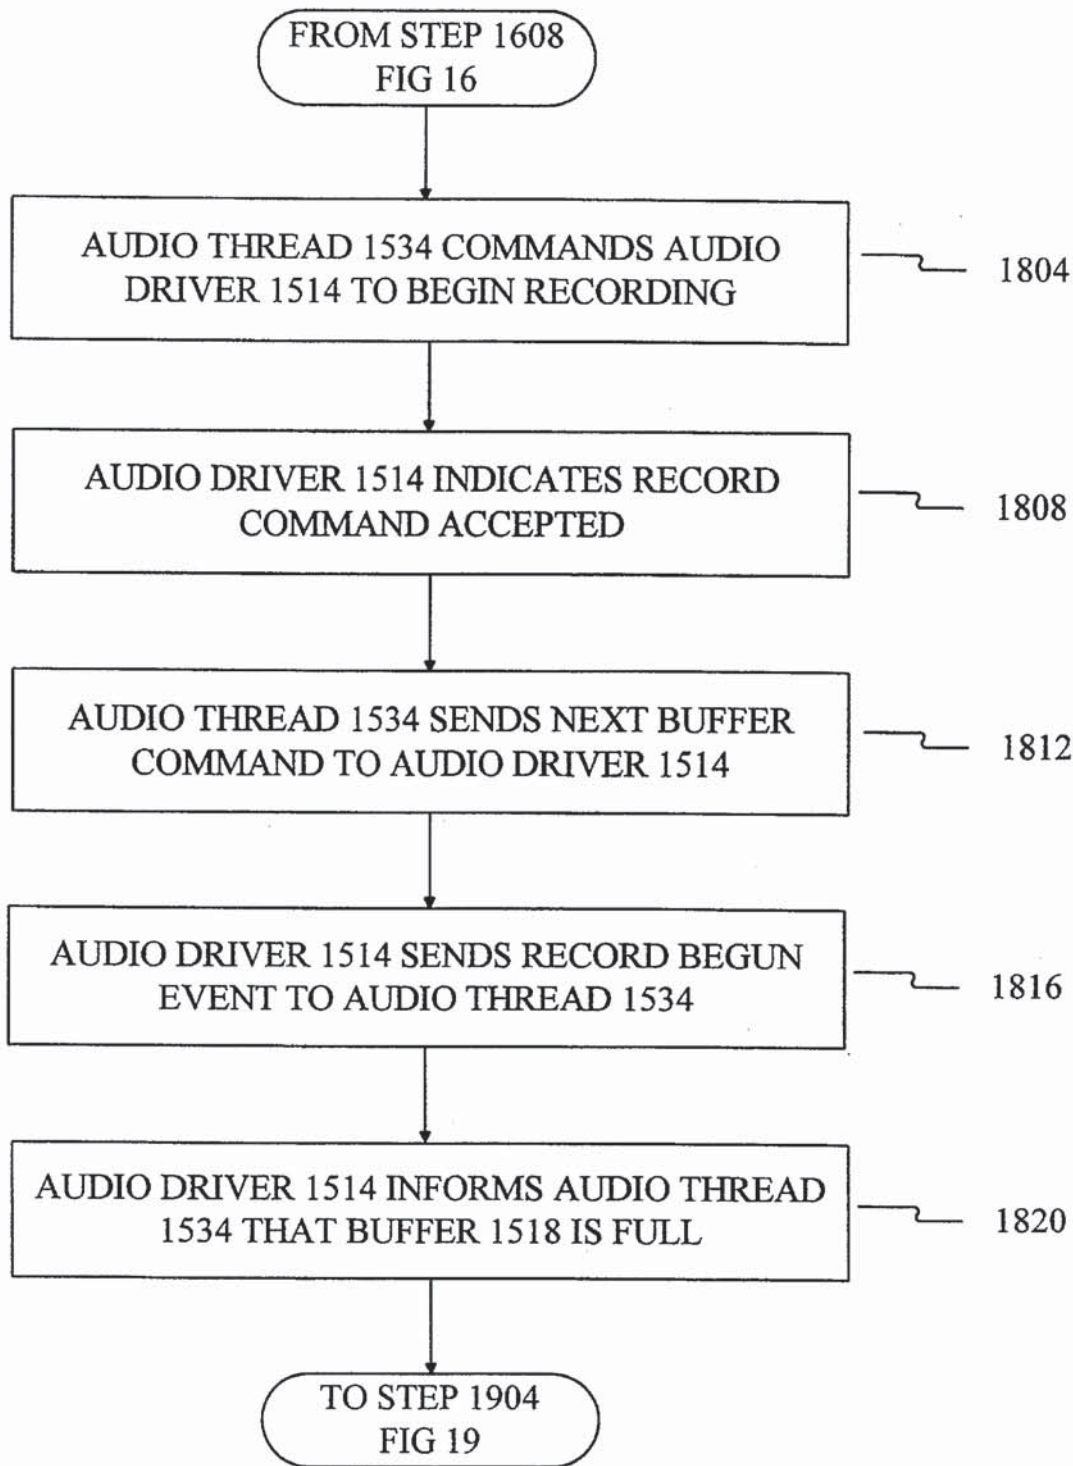 FROM STEP 1608
FIG 16
AUDIO THREAD 1534 COMMANDS AUDIO
DRIVER 1514 TO BEGIN RECORDING
1804
AUDIO DRIVER 1514 INDICATES RECORD
COMMAND ACCEPTED
1808
AUDIO THREAD 1534 SENDS NEXT BUFFER
COMMAND TO AUDIO DRIVER 1514
1812
AUDIO DRIVER 1514 SENDS RECORD BEGUN
EVENT TO AUDIO THREAD 1534
1816
AUDIO DRIVER 1514 INFORMS AUDIO THREAD
1534 THAT BUFFER 1518 IS FULL
1820
TO STEP 1904
FIG 19